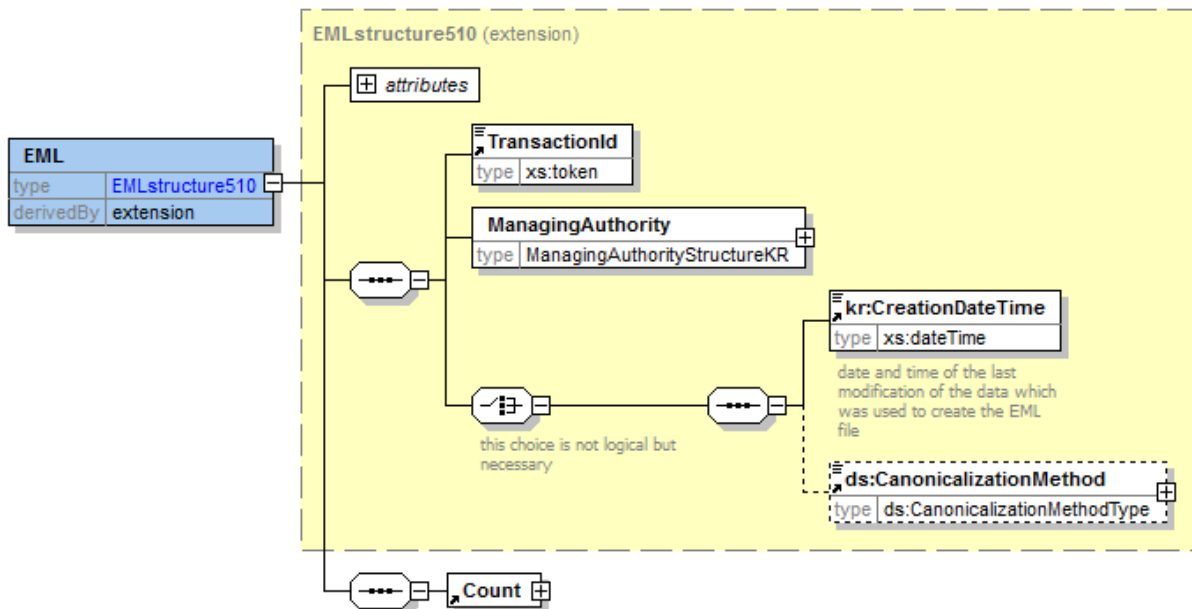 EMLstructure510 (extension)
attributes
EML
type EMLstructure510
derivedBy extension
TransactionId
type xs:token
ManagingAuthority
type ManagingAuthorityStructureKR
kr:CreationDateTime
type xs:dateTime
date and time of the last
modification of the data which
was used to create the EML
file
this choice is not logical but
necessary
ds:CanonicalizationMethod
type ds:CanonicalizationMethodType
Count